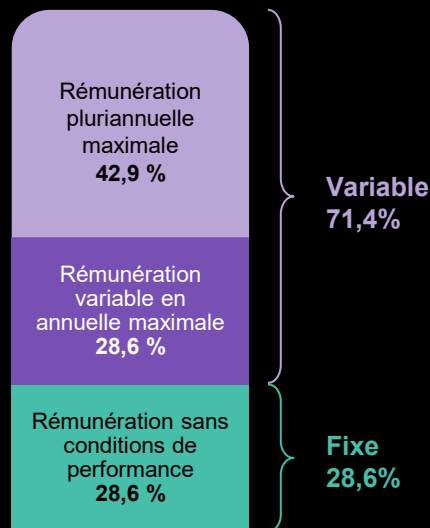 Rémunération
pluriannuelle
maximale
42,9 %
Variable
71,4%
Rémunération
variable en
annuelle maximale
28,6 %
Rémunération sans
conditions de
performance
28,6 %
Fixe
28,6%